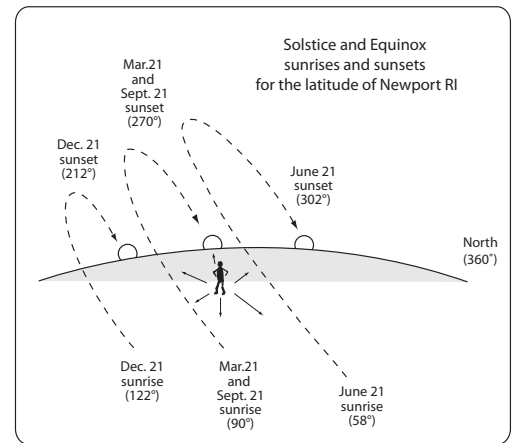 Solstice and Equinox
sunrises and sunsets
for the latitude of Newport RI
Mar.21
and
Sept. 21
sunset
(270°)
Dec. 21
sunset
(212°)
June 21
sunset
(302°)
North
(360°)
Dec. 21
sunrise
(122°)
Mar.21
and
Sept. 21
sunrise
(90°)
June 21
sunrise
(58°)